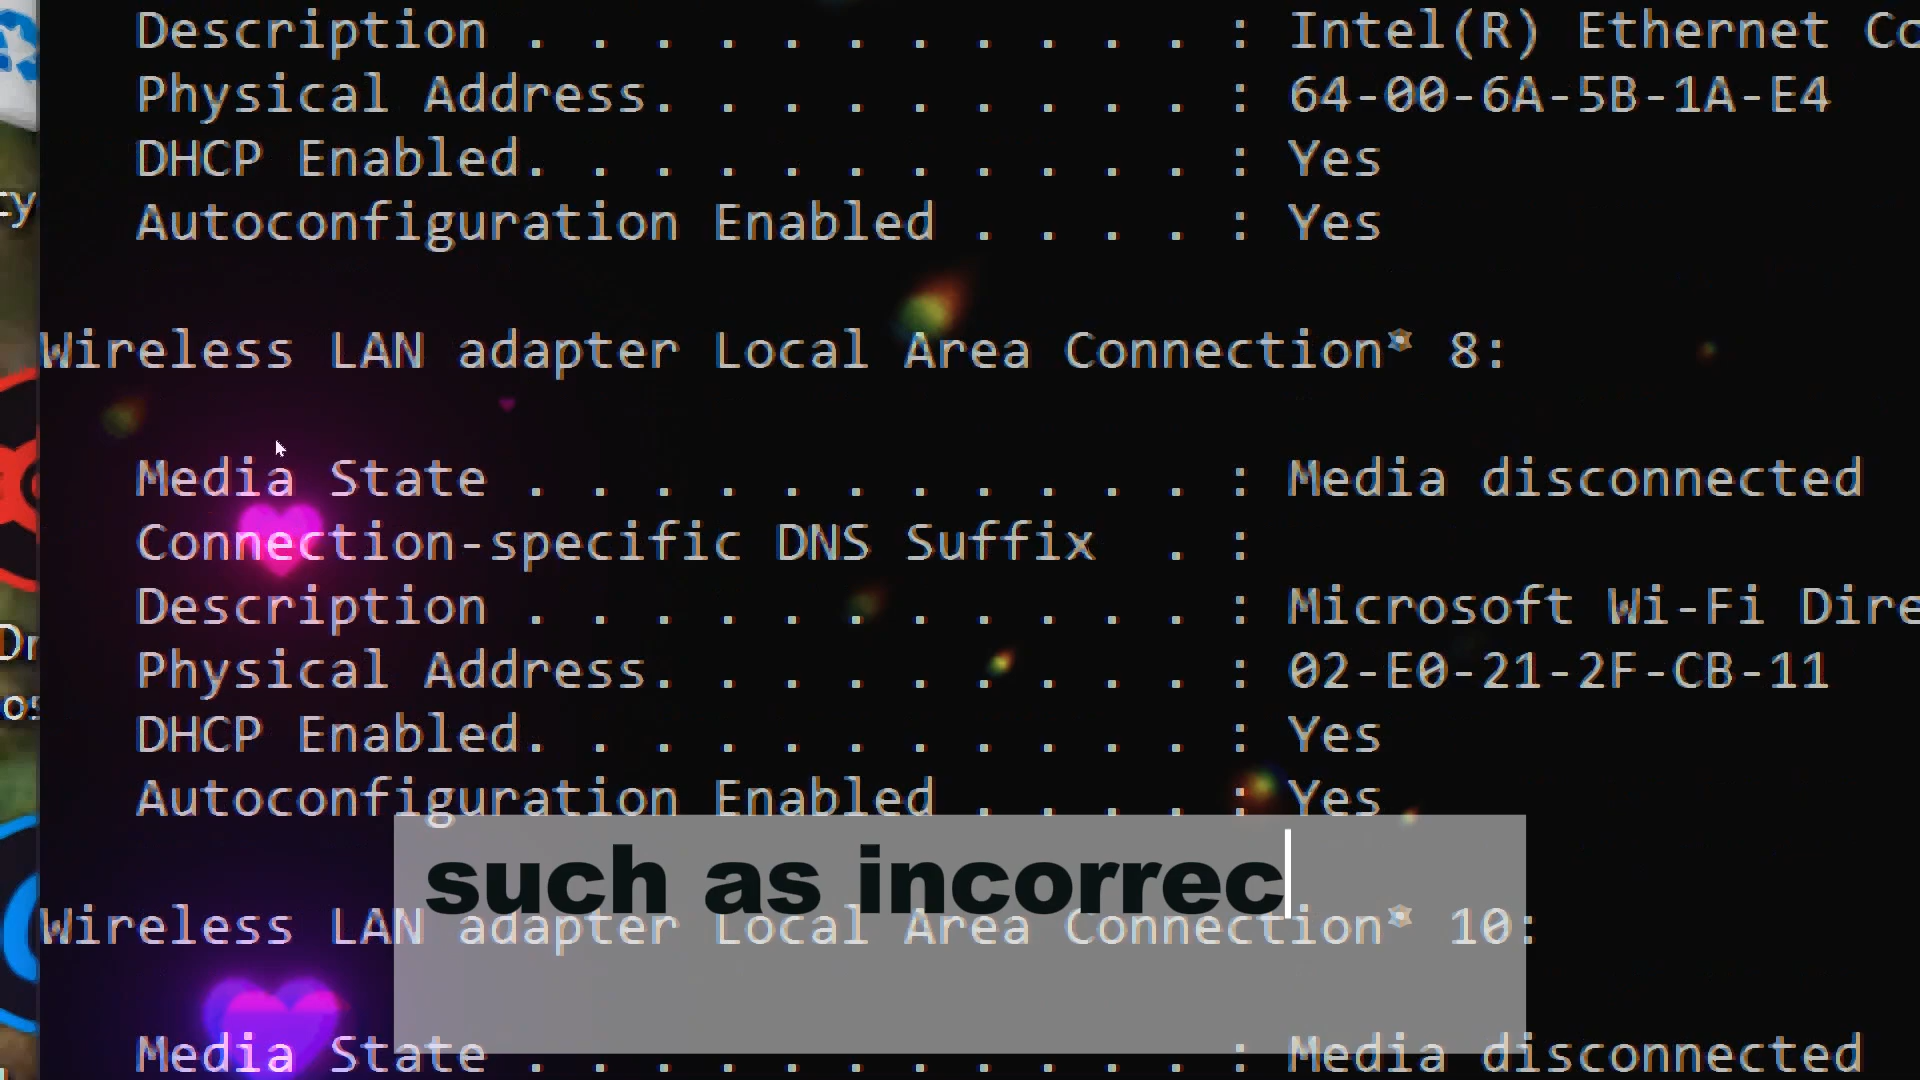 Description . . . . . . . . . . . : Intel(R) Ethernet Co
Physical Address. . . . . . . . . : 64-00-6A-5B-1A-E4
DHCP Enabled. . . . . . . . . . . : Yes
Autoconfiguration Enabled . . . . : Yes
ty
Wireless LAN adapter Local Area Connection* 8:
Media State . . . . . . . . . . . : Media disconnected
Connection-specific DNS Suffix  . :
Description . . . . . . . . . . . : Microsoft Wi-Fi Dire
Dr
Physical Address. . . . . . . . . : 02-E0-21-2F-CB-11
os
DHCP Enabled. . . . . . . . . . . : Yes
Autoconfiguration Enabled . . . . : Yes
such as incorrec
Wireless LAN adapter Local Area Connection* 10:
Media State . . . . . . . . . . . : Media disconnected